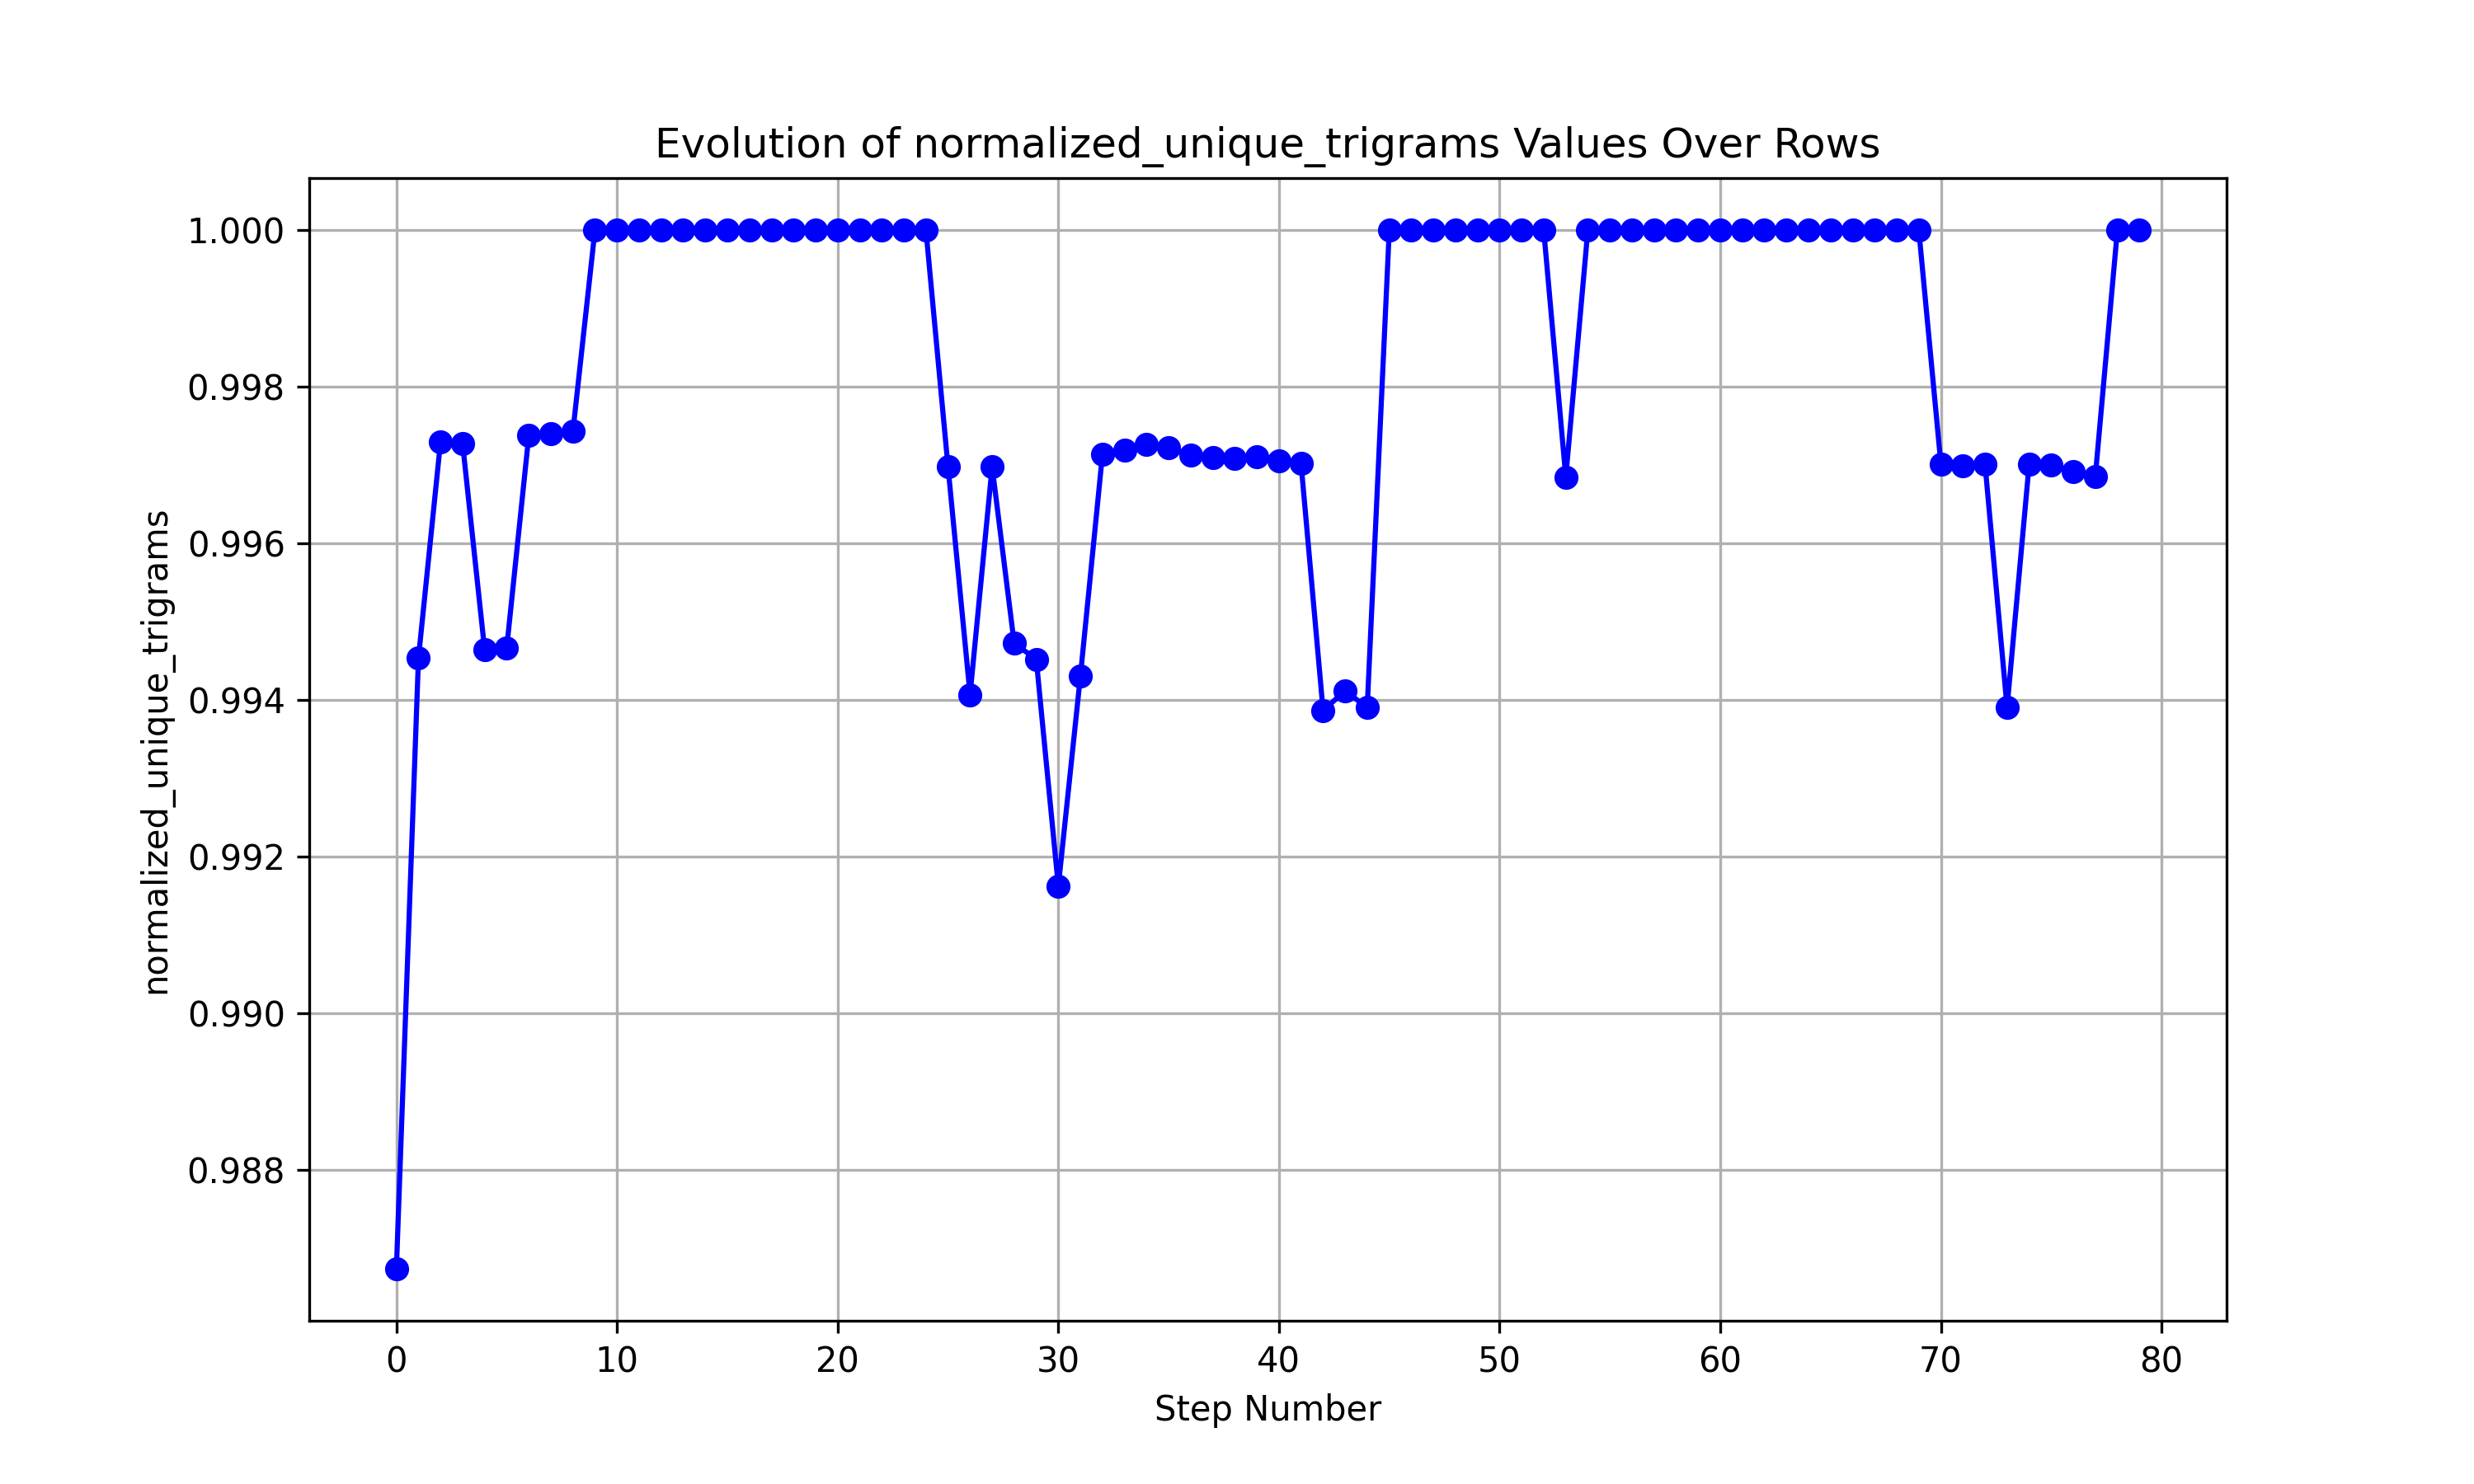 Evolution of normalized_unique_trigrams Values Over Rows
normalized_unique_trigrams
1.000
0.998
0.996
0.994
0.992
0.990
0.988
0 10 20 30 40 50 60 70 80
Step Number